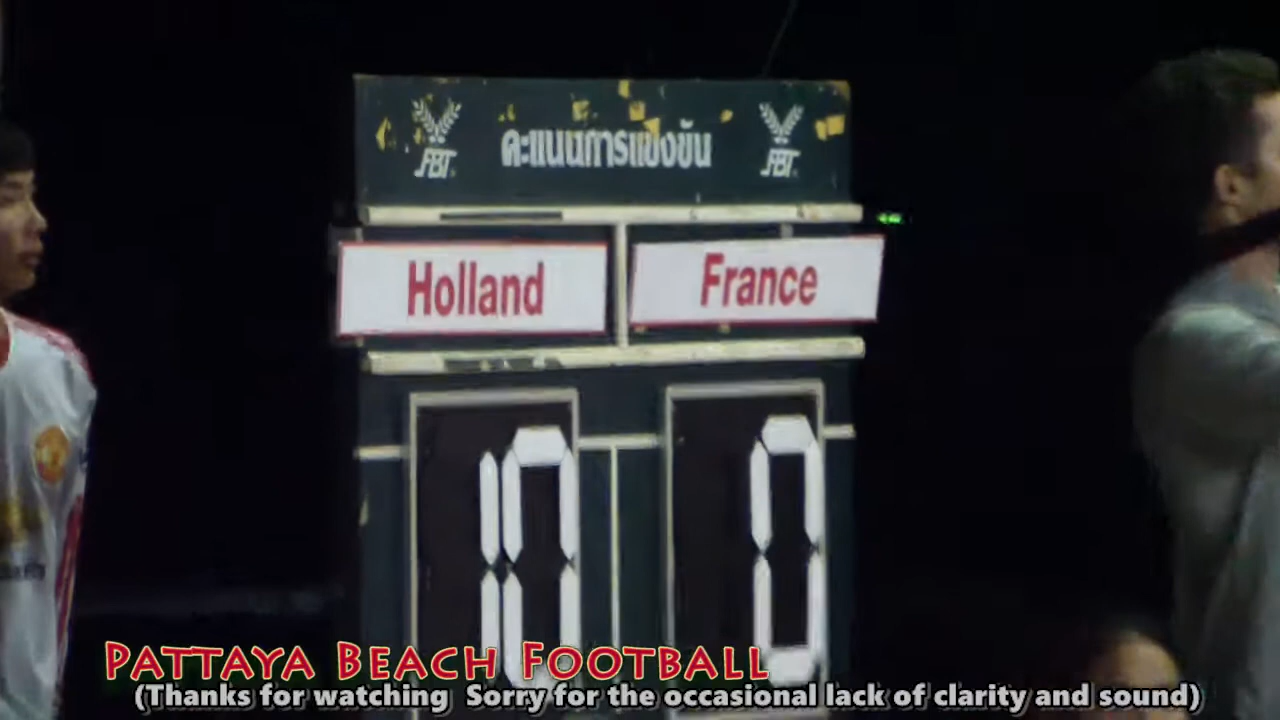 FBT คะแนนการแข่งขัน FBT
Holland France
10 0
PATTAYA BEACH FOOTBALL
(Thanks for watching Sorry for the occasional lack of clarity and sound)